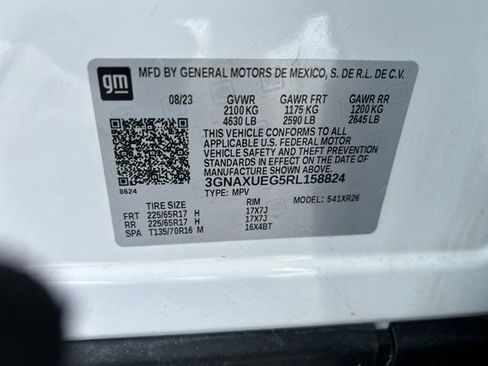 gm
MFD BY GENERAL MOTORS DE MEXICO, S. DE R.L. DE C.V.
08/23 GVWR GAWR FRT GAWR RR
2100 KG 1175 KG 1200 KG
4630 LB 2590 LB 2645 LB
THIS VEHICLE CONFORMS TO ALL
APPLICABLE U.S. FEDERAL MOTOR
VEHICLE SAFETY AND THEFT PREVENTION
STANDARDS IN EFFECT ON THE DATE OF
MANUFACTURE SHOWN ABOVE.
3GNAXUEG5RL158824
8624
TYPE: MPV MODEL: 541XR26
TIRE SIZE RIM
FRT 225/65R17 H 17X7J
RR 225/65R17 H 17X7J
SPA T135/70R16 M 16X4BT